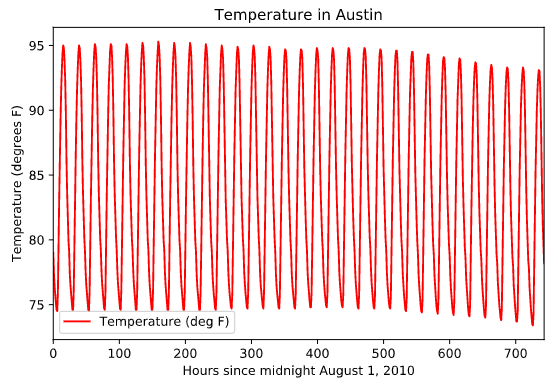 Temperature in Austin
Temperature (degrees F)
95
90
85
80
75
Temperature (deg F)
0 100 200 300 400 500 600 700
Hours since midnight August 1, 2010